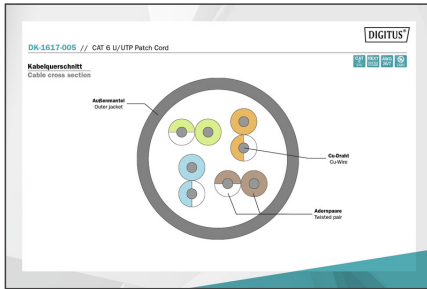 DIGITUS®
DK-1617-005 // CAT 6 U/UTP Patch Cord
Kabelquerschnitt
Cable cross section
Außenmantel
Outer jacket
Cu-Draht
Cu-Wire
Adernpaare
Twisted pair